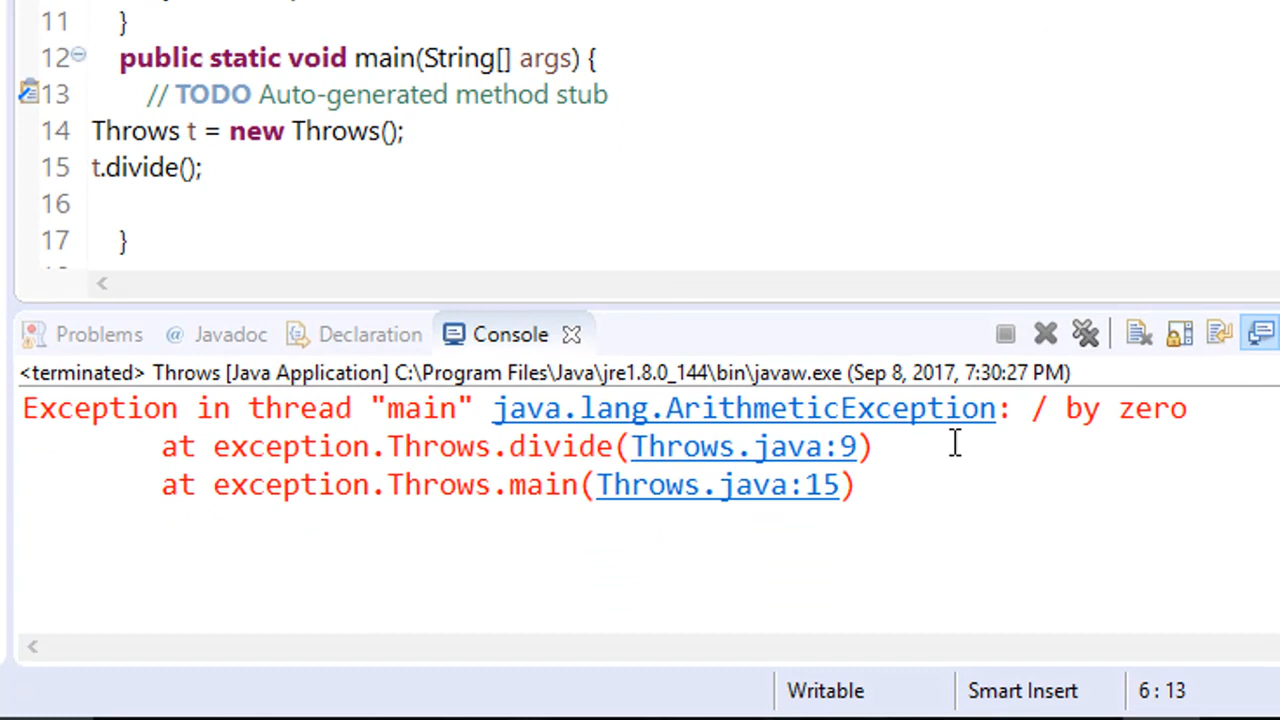 11 }
12 public static void main(String[] args) {
13 // TODO Auto-generated method stub
14 Throws t = new Throws();
15 t.divide();
16
17 }
Problems @ Javadoc Declaration Console
<terminated> Throws [Java Application] C:\Program Files\Java\jre1.8.0_144\bin\javaw.exe (Sep 8, 2017, 7:30:27 PM)
Exception in thread "main" java.lang.ArithmeticException: / by zero
at exception.Throws.divide(Throws.java:9)
at exception.Throws.main(Throws.java:15)
Writable Smart Insert 6 : 13